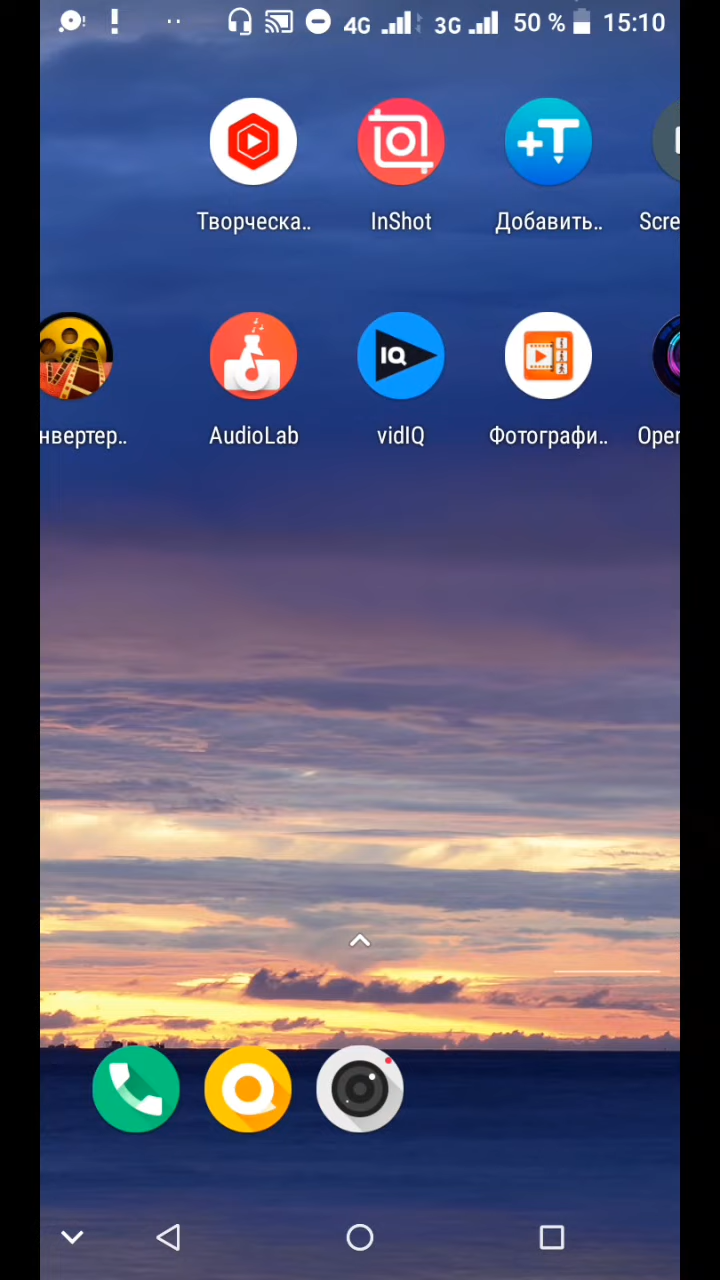 4G 3G 50 % 15:10
Творческа.. InShot Добавить.. Scre
+T
IQ
нвертер.. AudioLab vidIQ Фотографи.. Oper